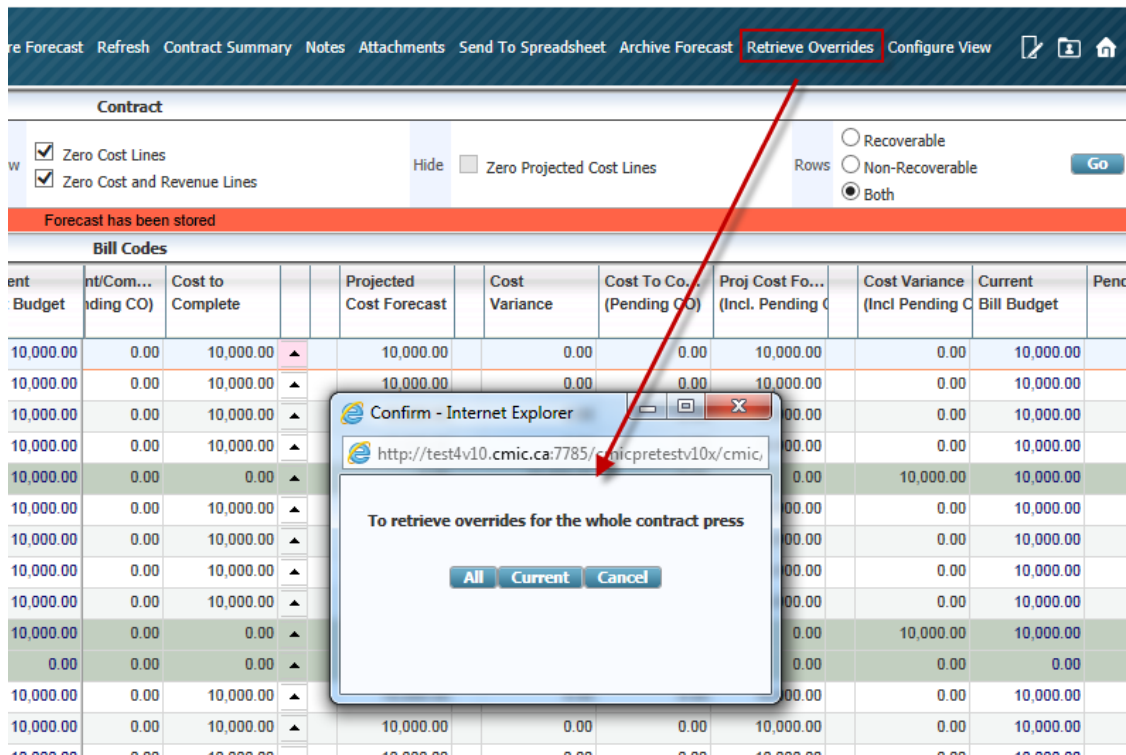 re Forecast Refresh Contract Summary Notes Attachments Send To Spreadsheet Archive Forecast Retrieve Overrides Configure View
Contract
w Zero Cost Lines Hide Zero Projected Cost Lines Rows Recoverable
Zero Cost and Revenue Lines Non-Recoverable Go
Both
Forecast has been stored
Bill Codes
ent nt/Com... Cost to Projected Cost Cost To Co... Proj Cost Fo... Cost Variance Current Pend
Budget ding CO) Complete Cost Forecast Variance (Pending CO) (Incl. Pending C (Incl Pending C Bill Budget
10,000.00 0.00 10,000.00 10,000.00 0.00 0.00 10,000.00 0.00 10,000.00
10,000.00 0.00 10,000.00 10,000.00 0.00 0.00 10,000.00 0.00 10,000.00
10,000.00 0.00 10,000.00 00.00 0.00 10,000.00
10,000.00 0.00 10,000.00 00.00 0.00 10,000.00
10,000.00 0.00 0.00 0.00 10,000.00 10,000.00
10,000.00 0.00 10,000.00 00.00 0.00 10,000.00
10,000.00 0.00 10,000.00 00.00 0.00 10,000.00
10,000.00 0.00 10,000.00 00.00 0.00 10,000.00
10,000.00 0.00 10,000.00 00.00 0.00 10,000.00
10,000.00 0.00 0.00 0.00 10,000.00 10,000.00
0.00 0.00 0.00 0.00 0.00 0.00
10,000.00 0.00 10,000.00 00.00 0.00 10,000.00
10,000.00 0.00 10,000.00 10,000.00 0.00 0.00 10,000.00 0.00 10,000.00
Confirm - Internet Explorer
http://test4v10.cmic.ca:7785/cmicpretestv10x/cmic/
To retrieve overrides for the whole contract press
All Current Cancel